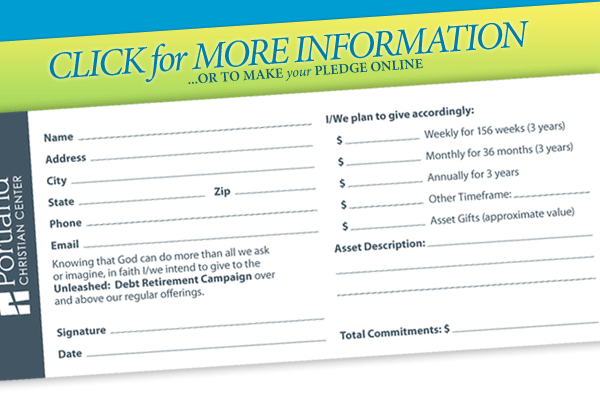 CLICK for MORE INFORMATION
...OR TO MAKE your PLEDGE ONLINE
Portland
CHRISTIAN CENTER
Name
Address
City
State Zip
Phone
Email
Knowing that God can do more than all we ask
or imagine, in faith I/we intend to give to the
Unleashed: Debt Retirement Campaign over
and above our regular offerings.
Signature
Date
I/We plan to give accordingly:
$ Weekly for 156 weeks (3 years)
$ Monthly for 36 months (3 years)
$ Annually for 3 years
$ Other Timeframe:
$ Asset Gifts (approximate value)
Asset Description:
Total Commitments: $